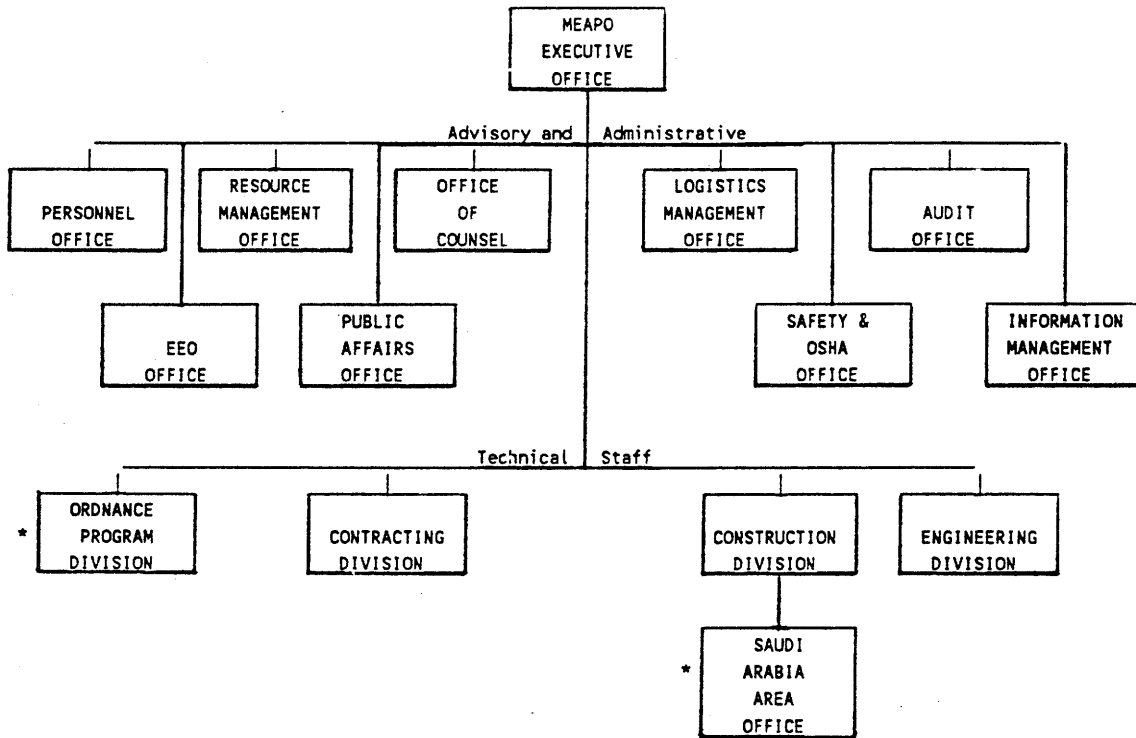 MEAPO
EXECUTIVE
OFFICE
Advisory and Administrative
PERSONNEL
OFFICE
RESOURCE
MANAGEMENT
OFFICE
OFFICE
OF
COUNSEL
LOGISTICS
MANAGEMENT
OFFICE
AUDIT
OFFICE
EEO
OFFICE
PUBLIC
AFFAIRS
OFFICE
SAFETY &
OSHA
OFFICE
INFORMATION
MANAGEMENT
OFFICE
Technical Staff
ORDNANCE
* PROGRAM
DIVISION
CONTRACTING
DIVISION
CONSTRUCTION
DIVISION
ENGINEERING
DIVISION
SAUDI
* ARABIA
AREA
OFFICE